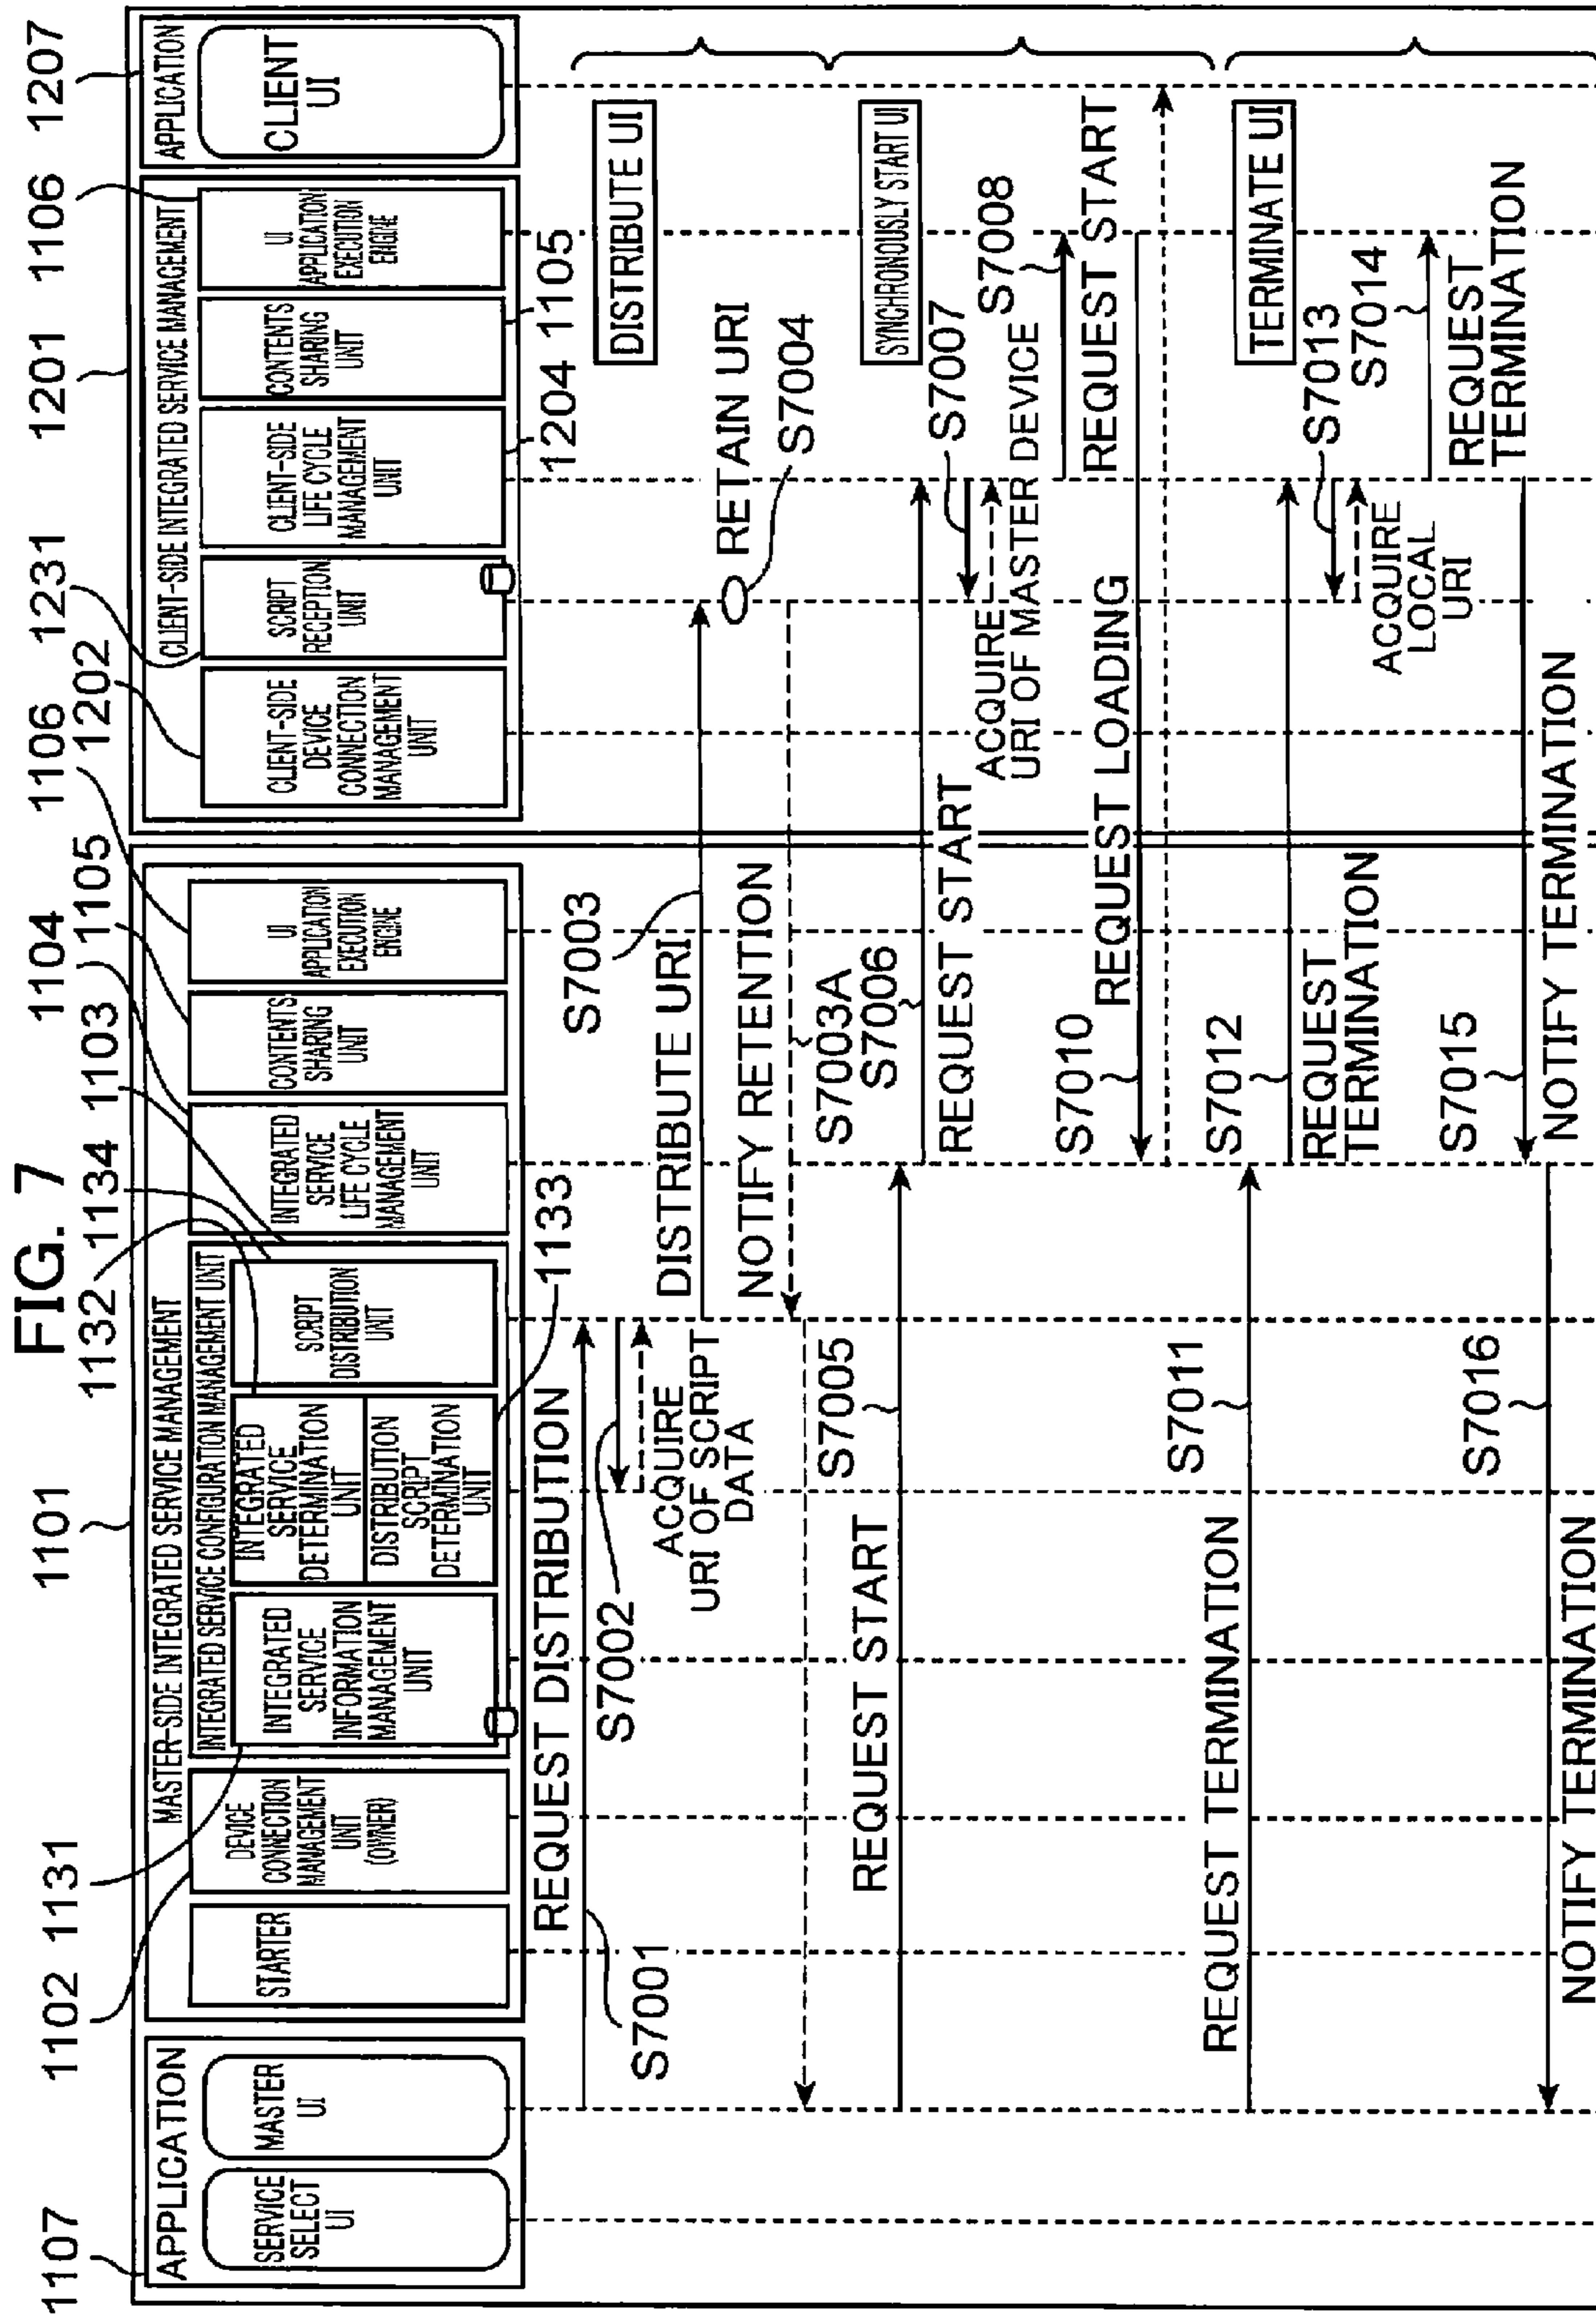 FIG. 7
1107
1102
1131
1101
1132
1134
1103
1104
1105
1106
1202
1231
1201
1106
1207
APPLICATION
SERVICE
SELECT
UI
MASTER
UI
MASTER-SIDE INTEGRATED SERVICE MANAGEMENT
STARTER
DEVICE
CONNECTION
MANAGEMENT
UNIT
(OWNER)
INTEGRATED SERVICE CONFIGURATION MANAGEMENT UNIT
INTEGRATED
SERVICE
INFORMATION
MANAGEMENT
UNIT
INTEGRATED
SERVICE
DETERMINATION
UNIT
DISTRIBUTION
SCRIPT
DETERMINATION
UNIT
SCRIPT
DISTRIBUTION
UNIT
INTEGRATED
SERVICE
LIFE CYCLE
MANAGEMENT
UNIT
CONTENTS
SHARING
UNIT
UI
APPLICATION
EXECUTION
ENGINE
CLIENT-SIDE INTEGRATED SERVICE MANAGEMENT
CLIENT-SIDE
DEVICE
CONNECTION
MANAGEMENT
UNIT
SCRIPT
RECEPTION
UNIT
CLIENT-SIDE
LIFE CYCLE
MANAGEMENT
UNIT
CONTENTS
SHARING
UNIT
UI
APPLICATION
EXECUTION
ENGINE
APPLICATION
CLIENT
UI
1133
1204
1105
REQUEST DISTRIBUTION
S7001
S7002
ACQUIRE
URI OF SCRIPT
DATA
DISTRIBUTE URI
S7003
RETAIN URI
S7004
DISTRIBUTE UI
NOTIFY RETENTION
S7003A
S7005
REQUEST START
S7006
REQUEST START
S7007
ACQUIRE
URI OF MASTER DEVICE
SYNCHRONOUSLY START UI
S7008
REQUEST START
S7010
REQUEST LOADING
S7011
REQUEST TERMINATION
S7012
REQUEST
TERMINATION
TERMINATE UI
S7013
ACQUIRE
LOCAL
URI
S7014
REQUEST
TERMINATION
S7015
NOTIFY TERMINATION
S7016
NOTIFY TERMINATION